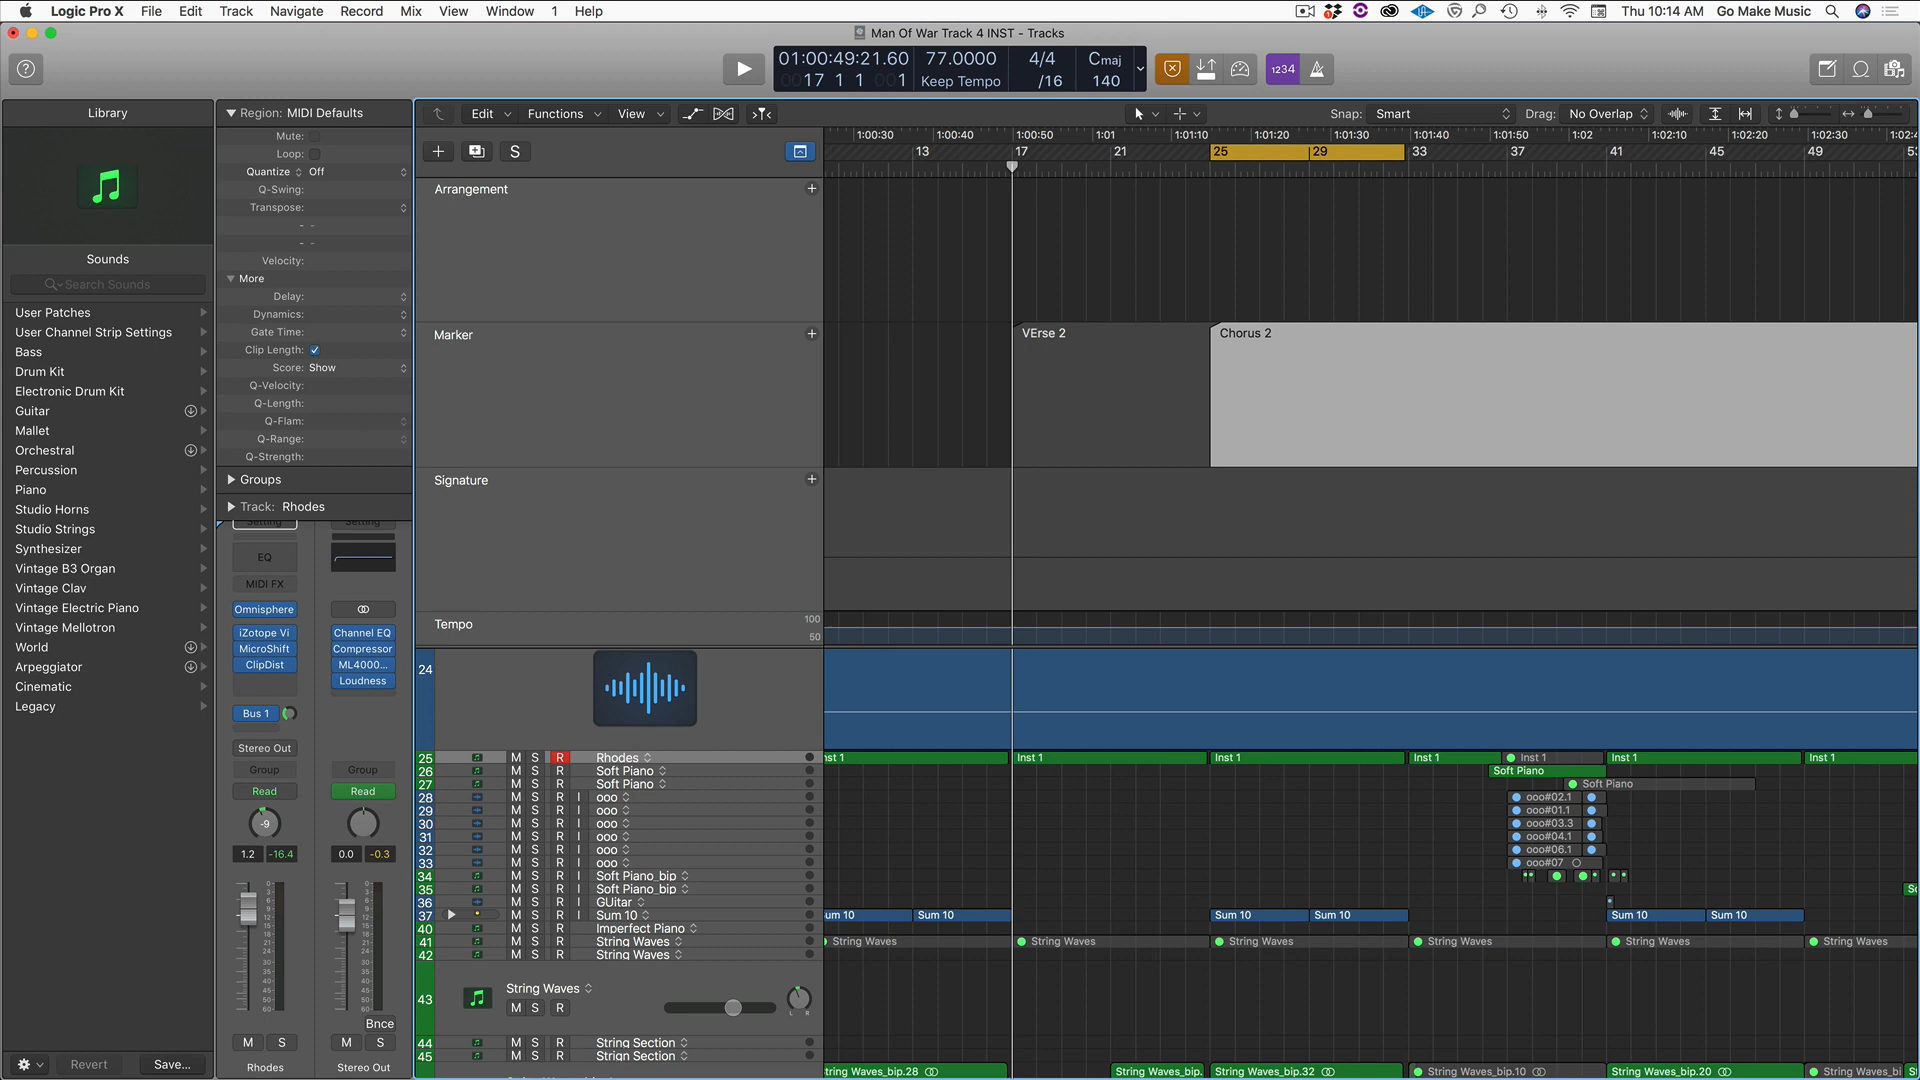 Logic Pro X File Edit Track Navigate Record Mix View Window 1 Help Thu 10:14 AM Go Make Music
Man Of War Track 4 INST - Tracks
01:00:49:21.60 77.0000 4/4 Cmaj
0017 1 1 001 Keep Tempo /16 140
1234
Library
Region: MIDI Defaults
Edit Functions View Snap: Smart Drag: No Overlap
Mute:
Loop:
Quantize Off
Q-Swing:
Transpose:
Velocity:
More
Delay:
Dynamics:
Gate Time:
Clip Length:
Score: Show
Q-Velocity:
Q-Length:
Q-Flam:
Q-Range:
Q-Strength:
Groups
Track: Rhodes
Sounds
Search Sounds
User Patches
User Channel Strip Settings
Bass
Drum Kit
Electronic Drum Kit
Guitar
Mallet
Orchestral
Percussion
Piano
Studio Horns
Studio Strings
Synthesizer
Vintage B3 Organ
Vintage Clav
Vintage Electric Piano
Vintage Mellotron
World
Arpeggiator
Cinematic
Legacy
Revert Save...
Setting Setting
EQ
MIDI FX
Omnisphere
iZotope Vi Channel EQ
MicroShift Compressor
ClipDist ML4000...
Loudness
Bus 1
Stereo Out
Group Group
Read Read
-9
1.2 -16.4 0.0 -0.3
Bnce
M S M S
Rhodes Stereo Out
1:00:30 1:00:40 1:00:50 1:01 1:01:10 1:01:20 1:01:30 1:01:40 1:01:50 1:02 1:02:10 1:02:20 1:02:30 1:02:4
S 13 17 21 25 29 33 37 41 45 49 53
Arrangement
Marker VErse 2 Chorus 2
Signature
Tempo 100
50
24
25 M S R Rhodes nst 1 Inst 1 Inst 1 Inst 1 Inst 1 Inst 1 Inst 1
26 M S R Soft Piano Soft Piano
27 M S R Soft Piano Soft Piano
28 M S R I ooo ooo#02.1
29 M S R I ooo ooo#01.1
30 M S R I ooo ooo#03.3
31 M S R I ooo ooo#04.1
32 M S R I ooo ooo#06.1
33 M S R I ooo ooo#07
34 M S R Soft Piano_bip
35 M S R Soft Piano_bip
36 M S R I GUitar
37 M S R I Sum 10 um 10 Sum 10 Sum 10 Sum 10 Sum 10 Sum 10
40 M S R Imperfect Piano
41 M S R String Waves String Waves String Waves String Waves String Waves String Waves String Waves
42 M S R String Waves
43 String Waves
M S R L R
44 M S R String Section
45 M S R Strign Section
tring Waves_bip.28 String Waves_bip. String Waves_bip.32 String Waves_bip.10 String Waves_bip.20 String Waves_bi